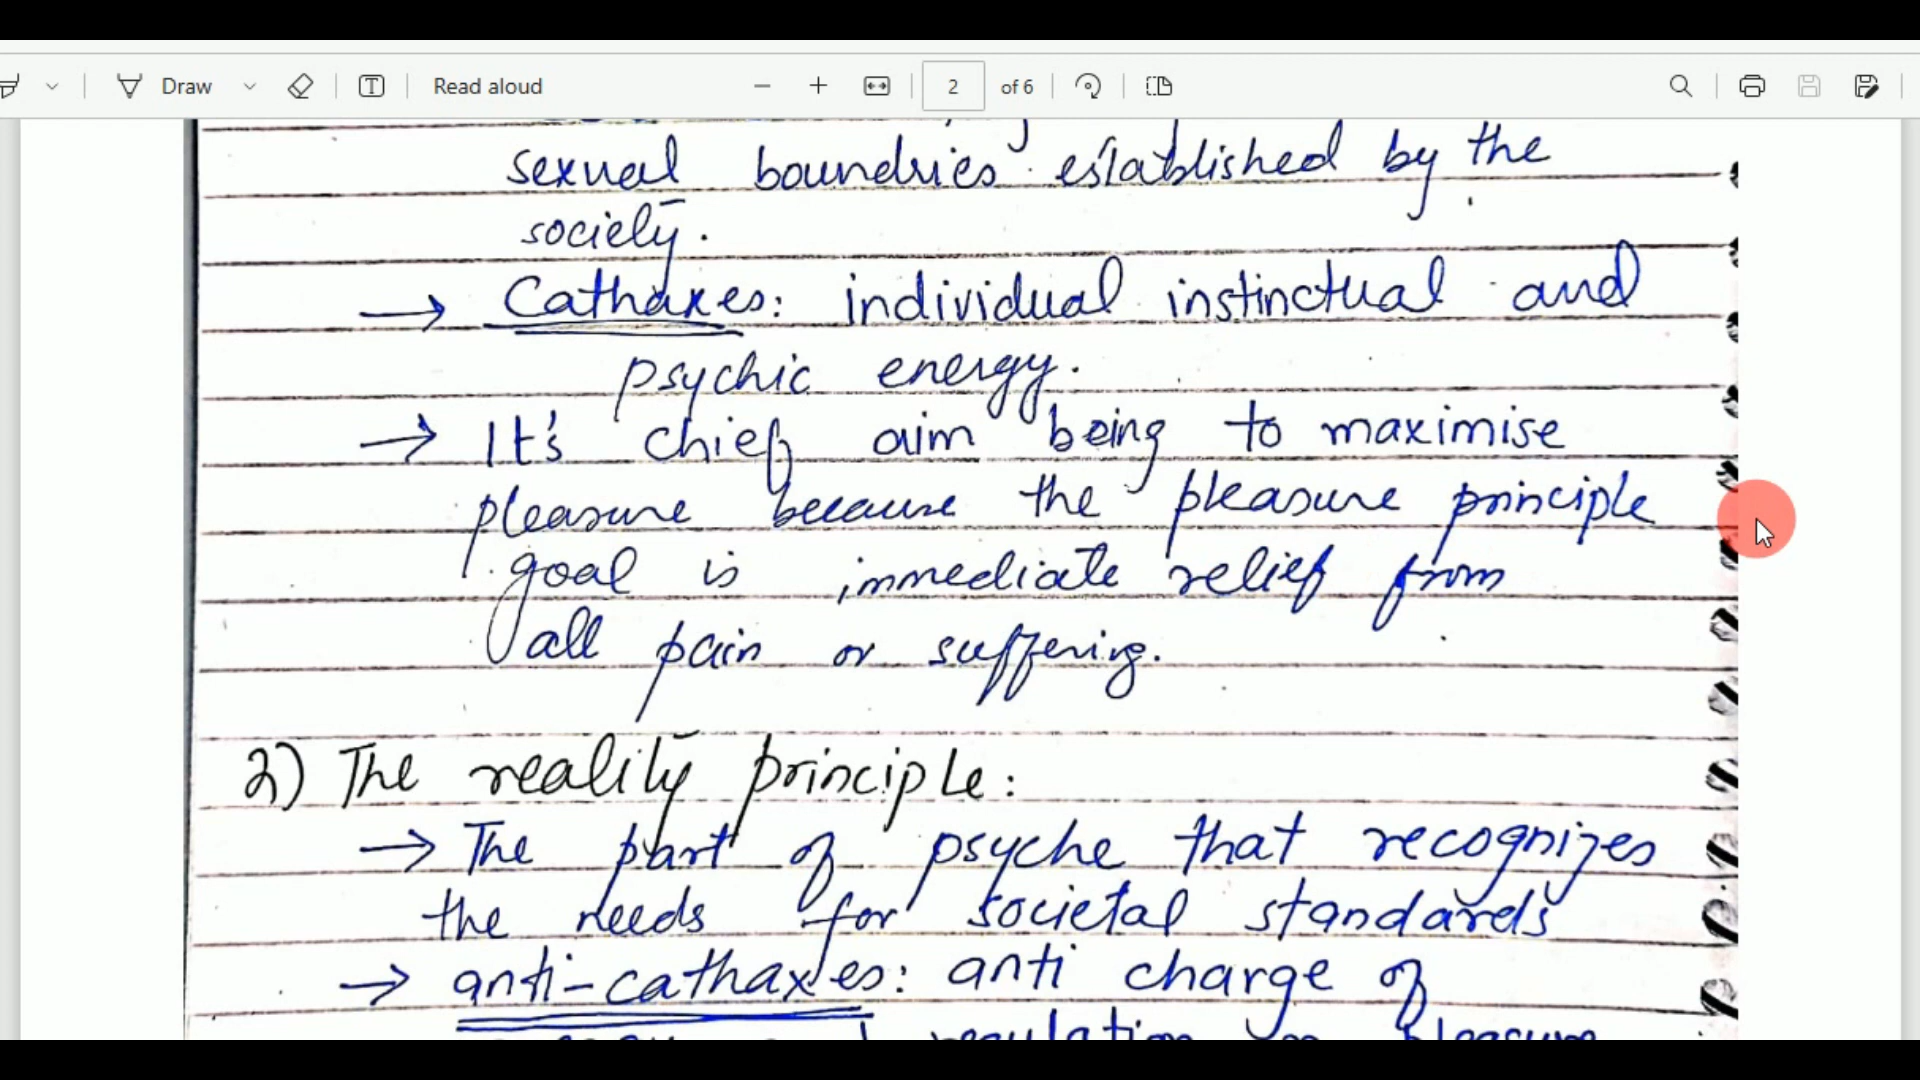 Draw
Read aloud
2 of 6
sexual boundries established by the
society.
→ Cathaxes: individual instinctual and
psychic energy.
→ It's chief aim being to maximise
pleasure because the pleasure principle
goal is immediate relief from
all pain or suffering.
2) The reality principle:
→ The part of psyche that recognizes
the needs for societal standards
→ anti-cathaxes: anti charge of
regulation pleasure